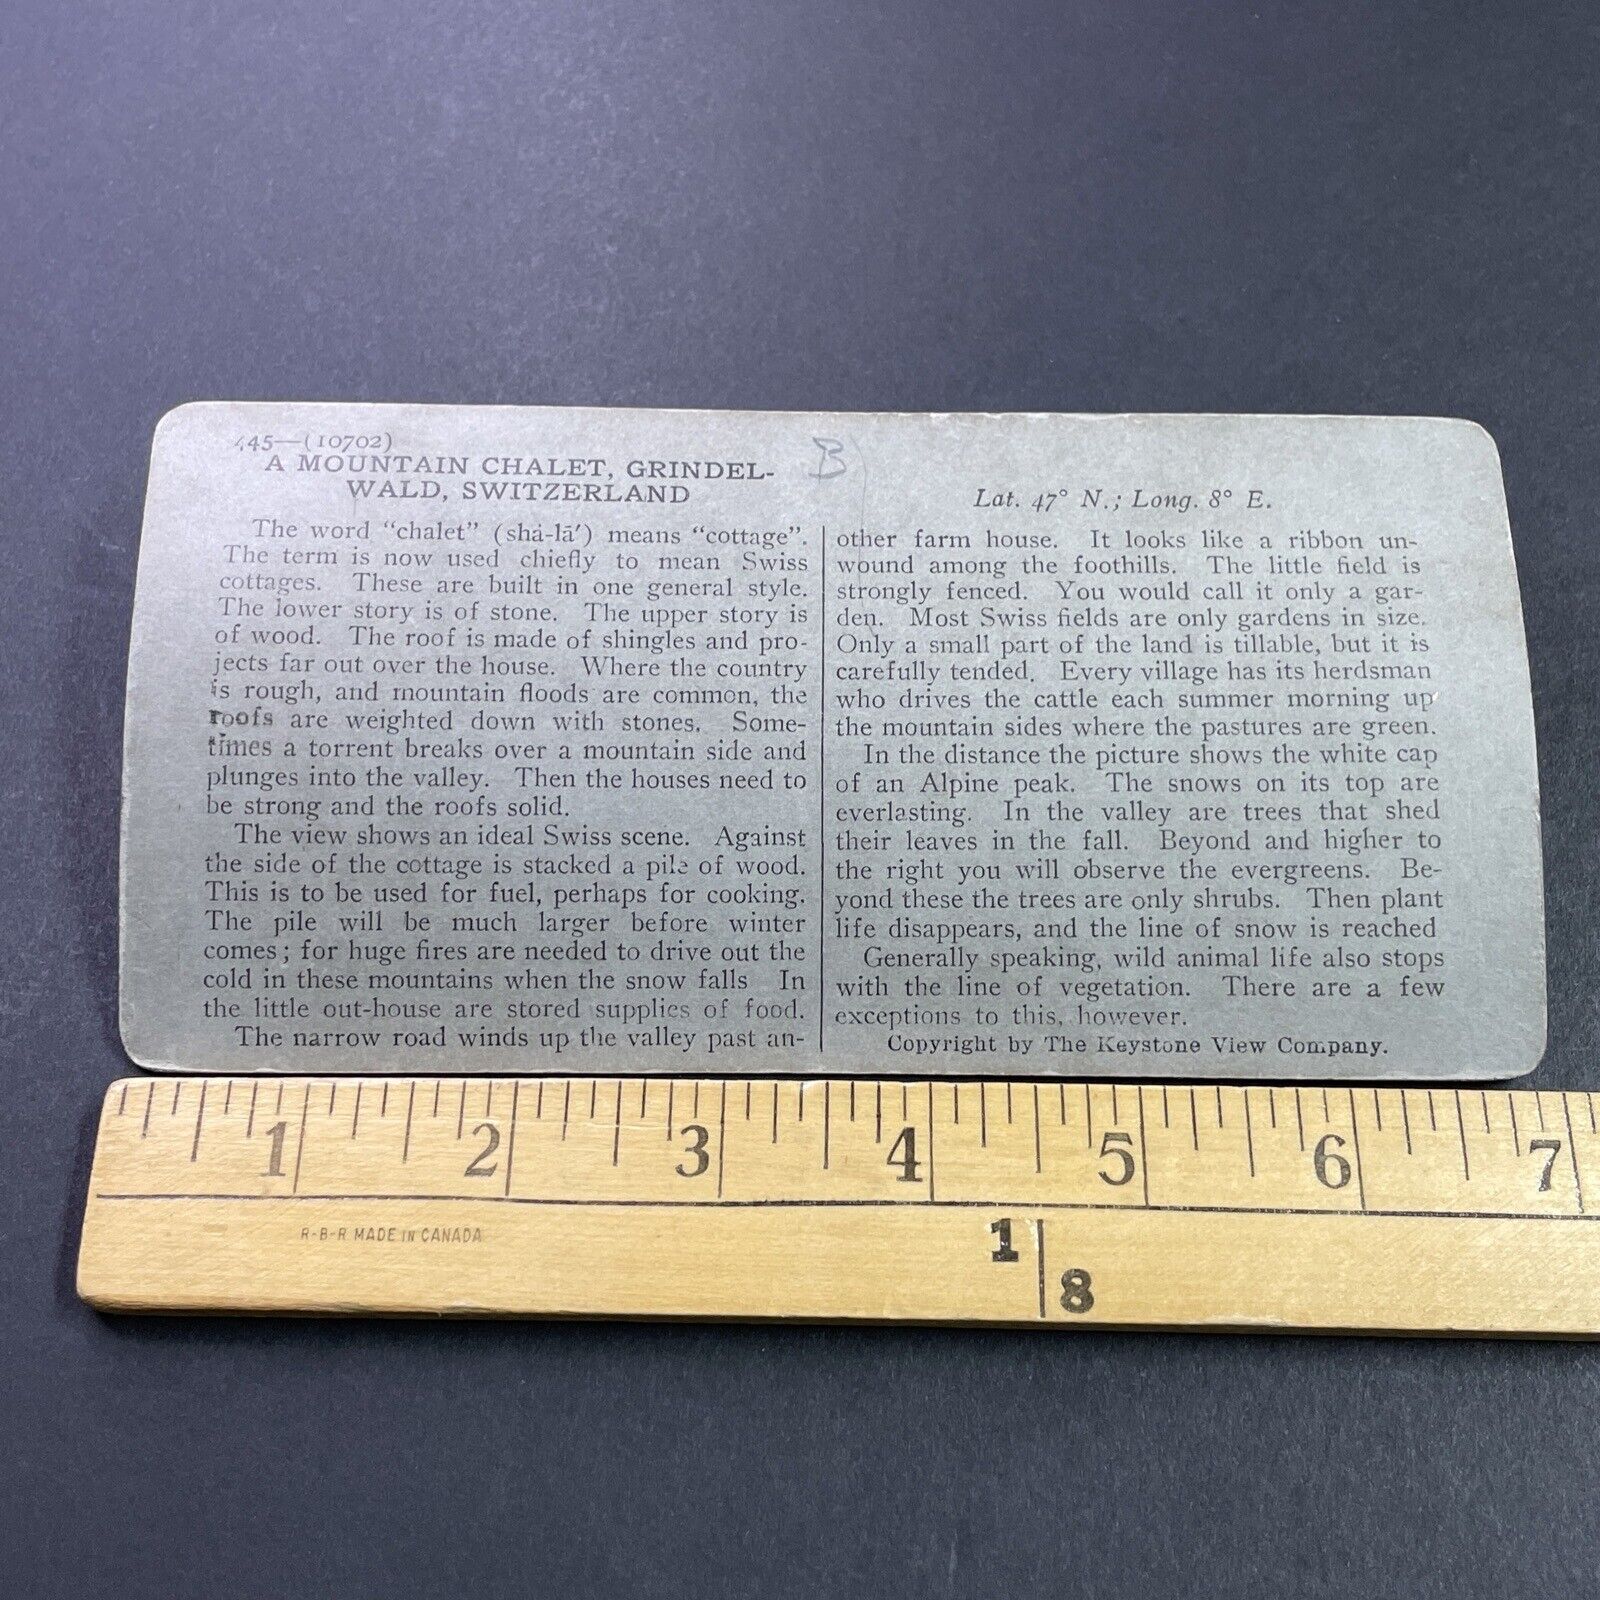 445—(10702)
A MOUNTAIN CHALET, GRINDEL-
WALD, SWITZERLAND
B
Lat. 47° N.; Long. 8° E.
The word "chalet" (shȧ-lā′) means "cottage".
The term is now used chiefly to mean Swiss
cottages. These are built in one general style.
The lower story is of stone. The upper story is
of wood. The roof is made of shingles and pro-
jects far out over the house. Where the country
is rough, and mountain floods are common, the
roofs are weighted down with stones. Some-
times a torrent breaks over a mountain side and
plunges into the valley. Then the houses need to
be strong and the roofs solid.
The view shows an ideal Swiss scene. Against
the side of the cottage is stacked a pile of wood.
This is to be used for fuel, perhaps for cooking.
The pile will be much larger before winter
comes; for huge fires are needed to drive out the
cold in these mountains when the snow falls In
the little out-house are stored supplies of food.
The narrow road winds up the valley past an-
other farm house. It looks like a ribbon un-
wound among the foothills. The little field is
strongly fenced. You would call it only a gar-
den. Most Swiss fields are only gardens in size.
Only a small part of the land is tillable, but it is
carefully tended. Every village has its herdsman
who drives the cattle each summer morning up
the mountain sides where the pastures are green.
In the distance the picture shows the white cap
of an Alpine peak. The snows on its top are
everlasting. In the valley are trees that shed
their leaves in the fall. Beyond and higher to
the right you will observe the evergreens. Be-
yond these the trees are only shrubs. Then plant
life disappears, and the line of snow is reached
Generally speaking, wild animal life also stops
with the line of vegetation. There are a few
exceptions to this, however.
Copyright by The Keystone View Company.
1 2 3 4 5 6 7
R-B-R MADE IN CANADA
1
8